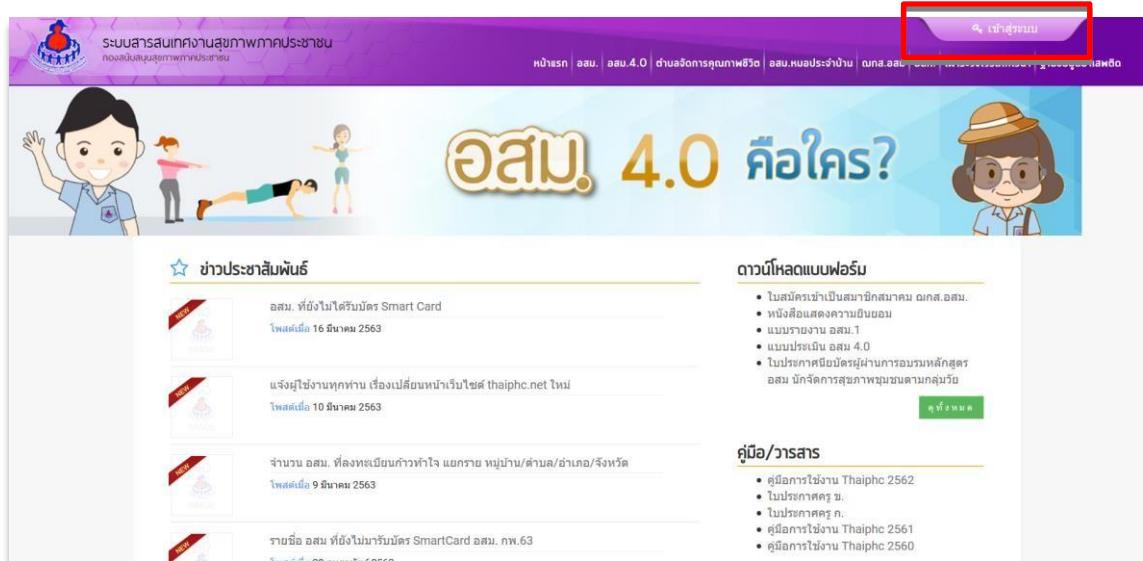 ระบบสารสนเทศงานสุขภาพภาคประชาชน
กองสนับสนุนสุขภาพภาคประชาชน
เข้าสู่ระบบ
หน้าแรก อสม. อสม.4.0 ตำบลจัดการคุณภาพชีวิต อสม.หมอประจำบ้าน ฌกส.อสม
อสม. 4.0 คือใคร?
ข่าวประชาสัมพันธ์
NEW
อสม. ที่ยังไม่ได้รับบัตร Smart Card
โพสต์เมื่อ 16 มีนาคม 2563
NEW
แจ้งผู้ใช้งานทุกท่าน เรื่องเปลี่ยนหน้าเว็บไซต์ thaiphc.net ใหม่
โพสต์เมื่อ 10 มีนาคม 2563
NEW
จำนวน อสม. ที่ลงทะเบียนก้าวท้าใจ แยกราย หมู่บ้าน/ตำบล/อำเภอ/จังหวัด
โพสต์เมื่อ 9 มีนาคม 2563
NEW
รายชื่อ อสม ที่ยังไม่มารับบัตร SmartCard อสม. กพ.63
ดาวน์โหลดแบบฟอร์ม
ใบสมัครเข้าเป็นสมาชิกสมาคม ฌกส.อสม.
หนังสือแสดงความยินยอม
แบบรายงาน อสม.1
แบบประเมิน อสม 4.0
ใบประกาศนียบัตรผู้ผ่านการอบรมหลักสูตร
อสม นักจัดการสุขภาพชุมชนตามกลุ่มวัย
ดูทั้งหมด
คู่มือ/วารสาร
คู่มือการใช้งาน Thaiphc 2562
ใบประกาศครู ข.
ใบประกาศครู ก.
คู่มือการใช้งาน Thaiphc 2561
คู่มือการใช้งาน Thaiphc 2560